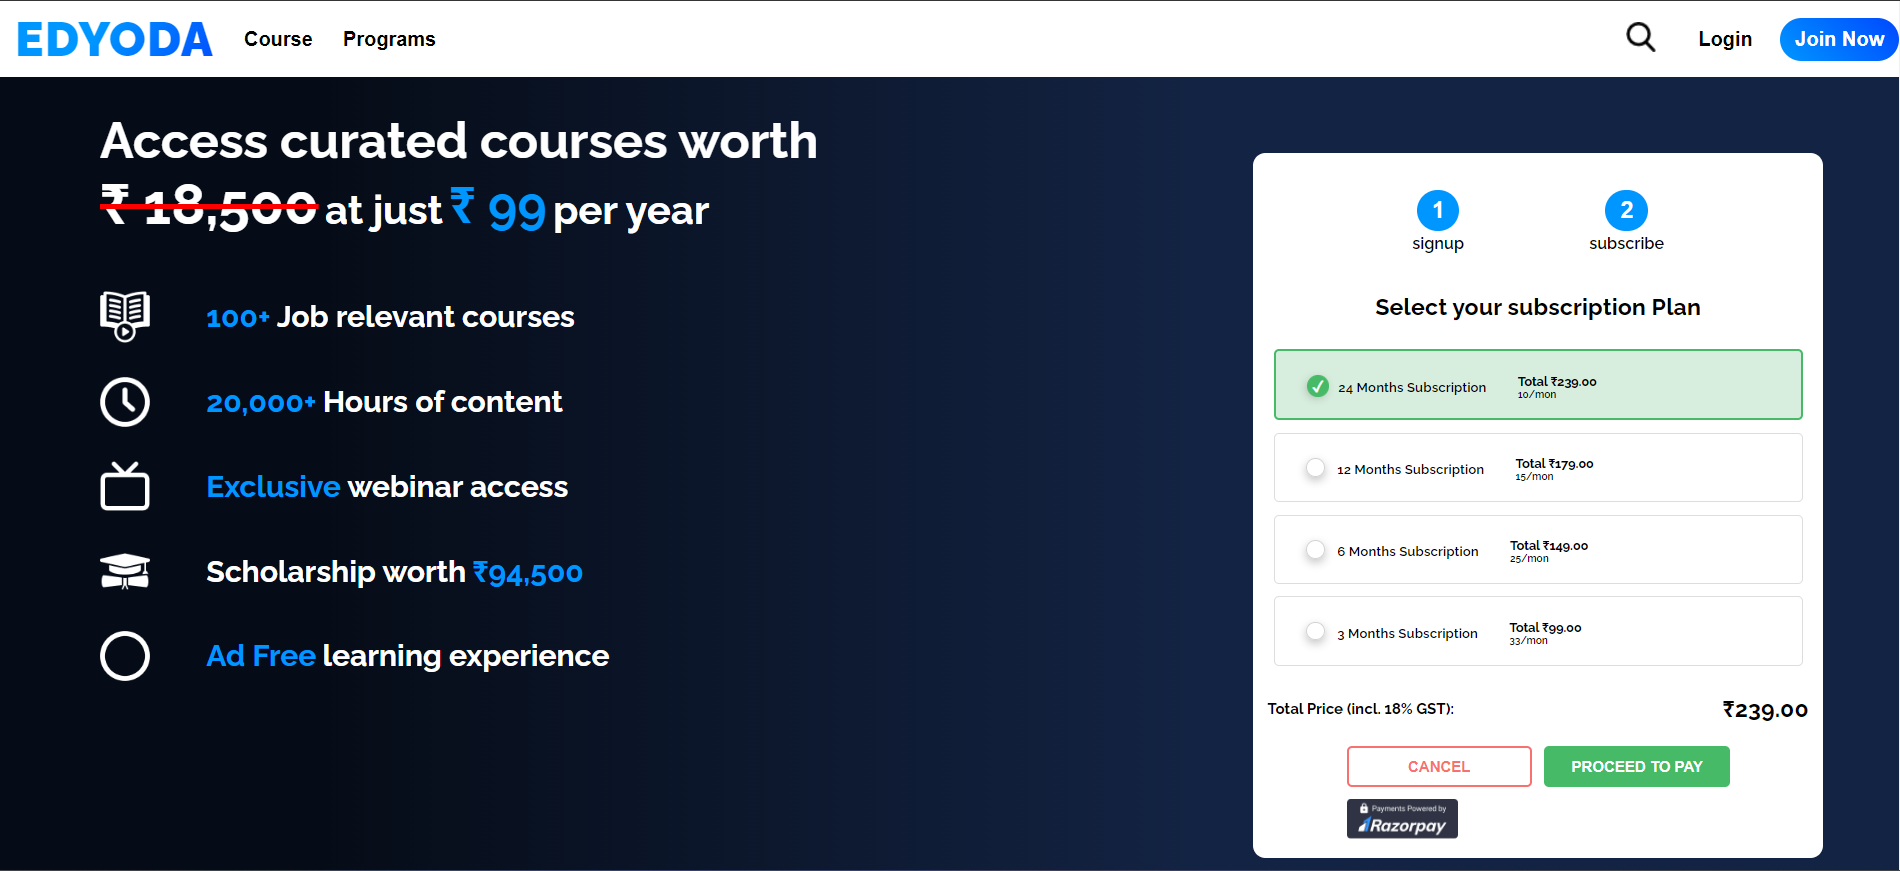 EDYODA Course Programs Login Join Now
Access curated courses worth
₹ 18,500 at just ₹ 99 per year
100+ Job relevant courses
20,000+ Hours of content
Exclusive webinar access
Scholarship worth ₹94,500
Ad Free learning experience
1 2
signup subscribe
Select your subscription Plan
24 Months Subscription Total ₹239.00
10/mon
12 Months Subscription Total ₹179.00
15/mon
6 Months Subscription Total ₹149.00
25/mon
3 Months Subscription Total ₹99.00
33/mon
Total Price (incl. 18% GST): ₹239.00
CANCEL PROCEED TO PAY
Payments Powered by
Razorpay